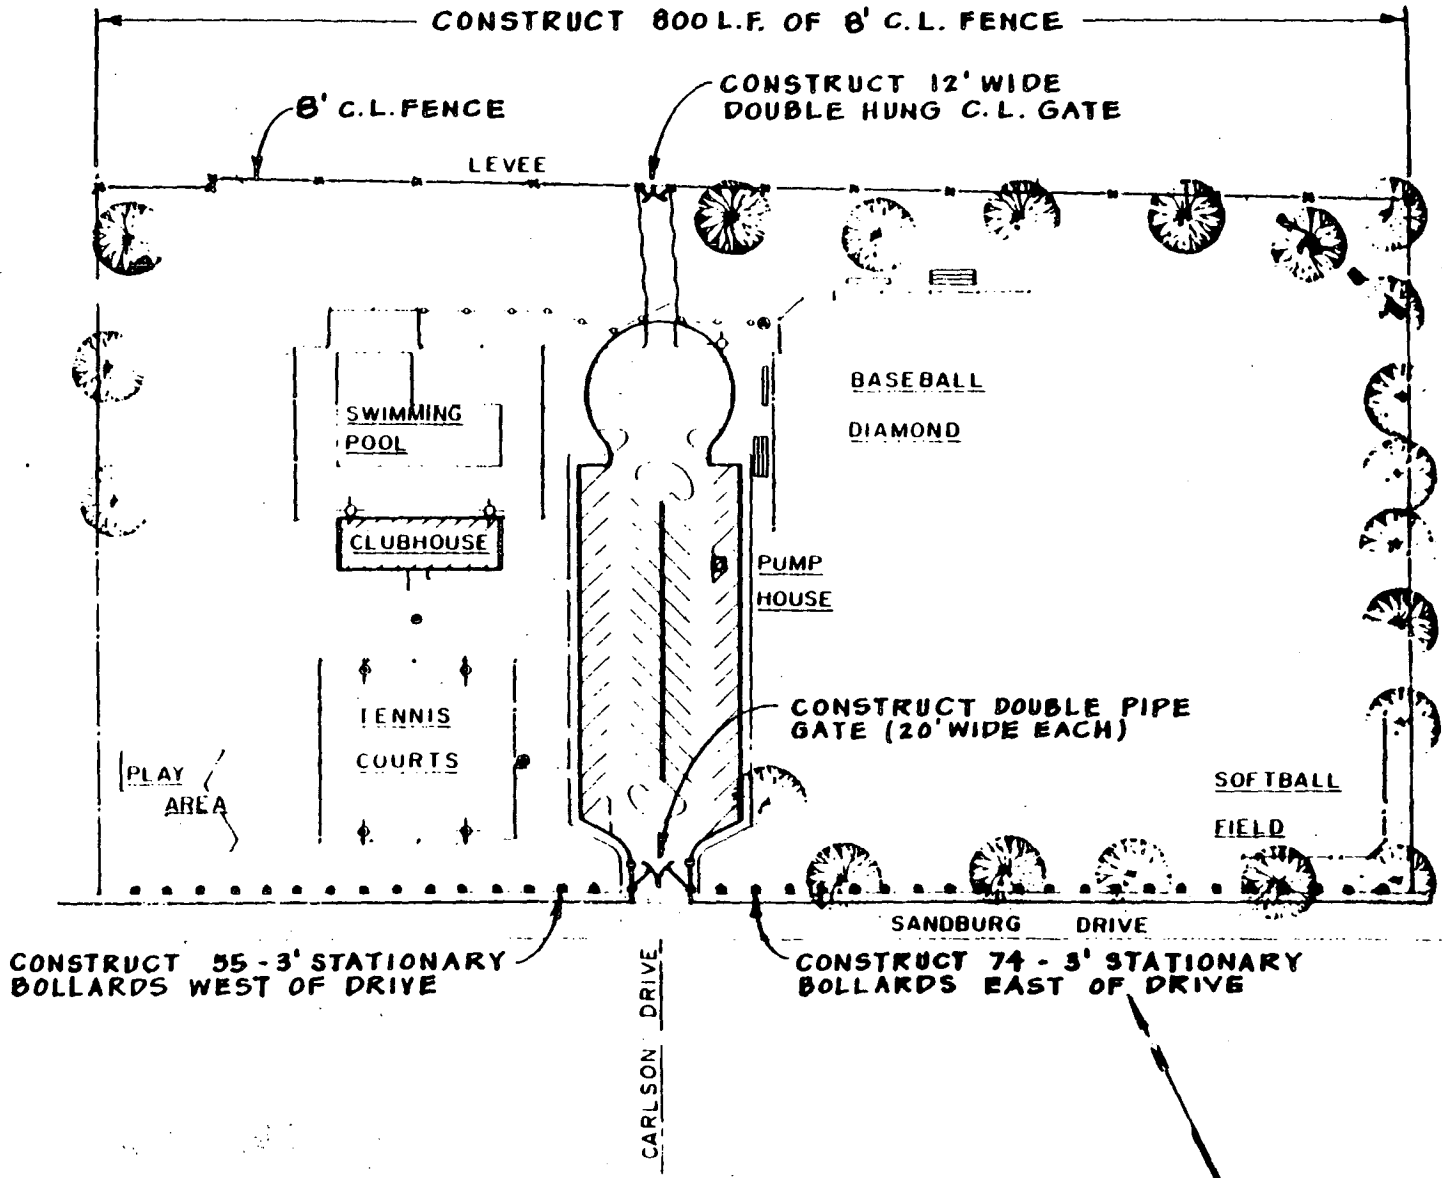 CONSTRUCT 800 L.F. OF 8' C.L. FENCE
CONSTRUCT 12' WIDE
DOUBLE HUNG C.L. GATE
8' C.L. FENCE
LEVEE
BASEBALL
DIAMOND
SWIMMING
POOL
CLUBHOUSE
PUMP
HOUSE
CONSTRUCT DOUBLE PIPE
GATE (20' WIDE EACH)
TENNIS
COURTS
PLAY
AREA
SOFTBALL
FIELD
SANDBURG DRIVE
CONSTRUCT 55 - 3' STATIONARY
BOLLARDS WEST OF DRIVE
CONSTRUCT 74 - 3' STATIONARY
BOLLARDS EAST OF DRIVE
CARLSON DRIVE